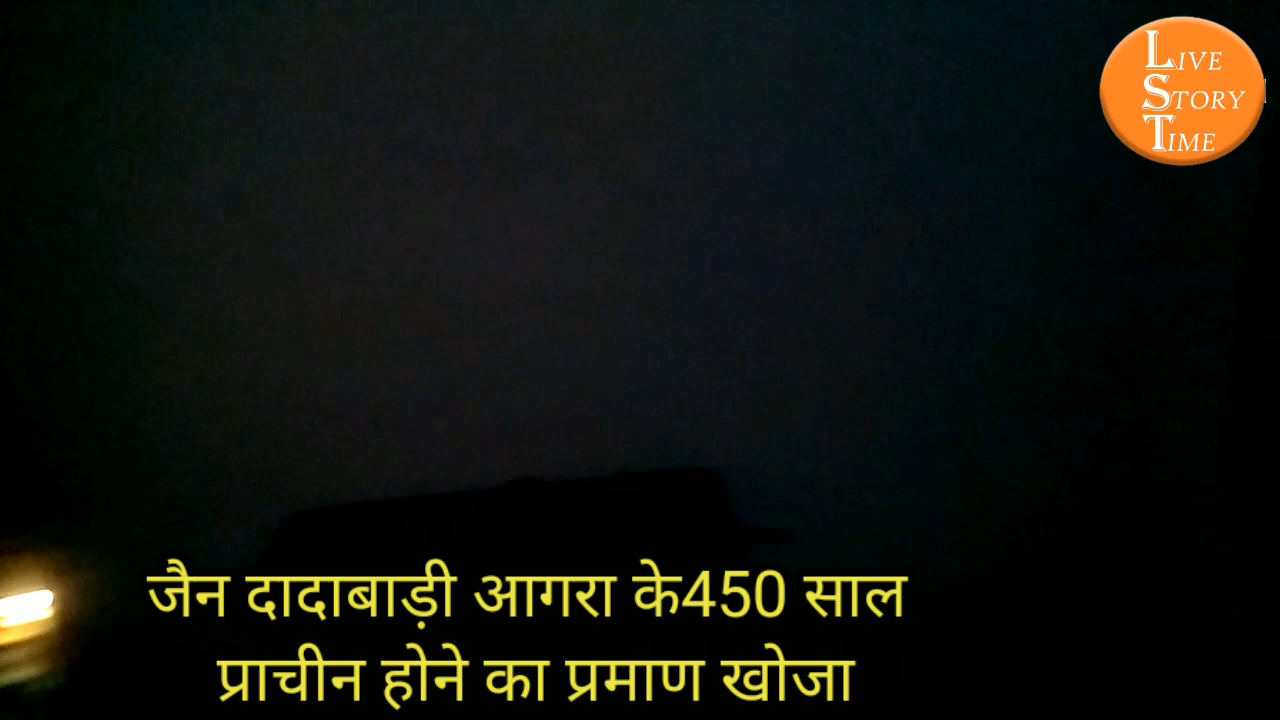 LIVE
STORY
TIME
जैन दादाबाड़ी आगरा के450 साल
प्राचीन होने का प्रमाण खोजा